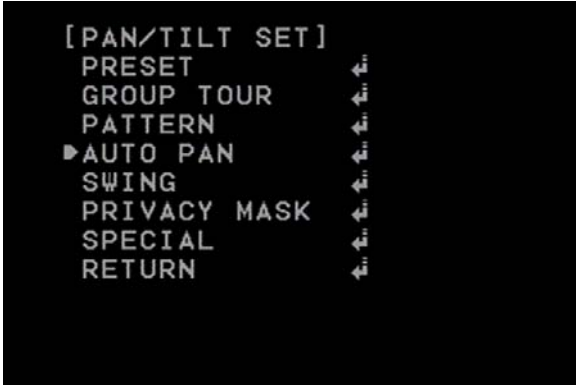 [PAN/TILT SET]
PRESET ↵
GROUP TOUR ↵
PATTERN ↵
►AUTO PAN ↵
SWING ↵
PRIVACY MASK ↵
SPECIAL ↵
RETURN ↵